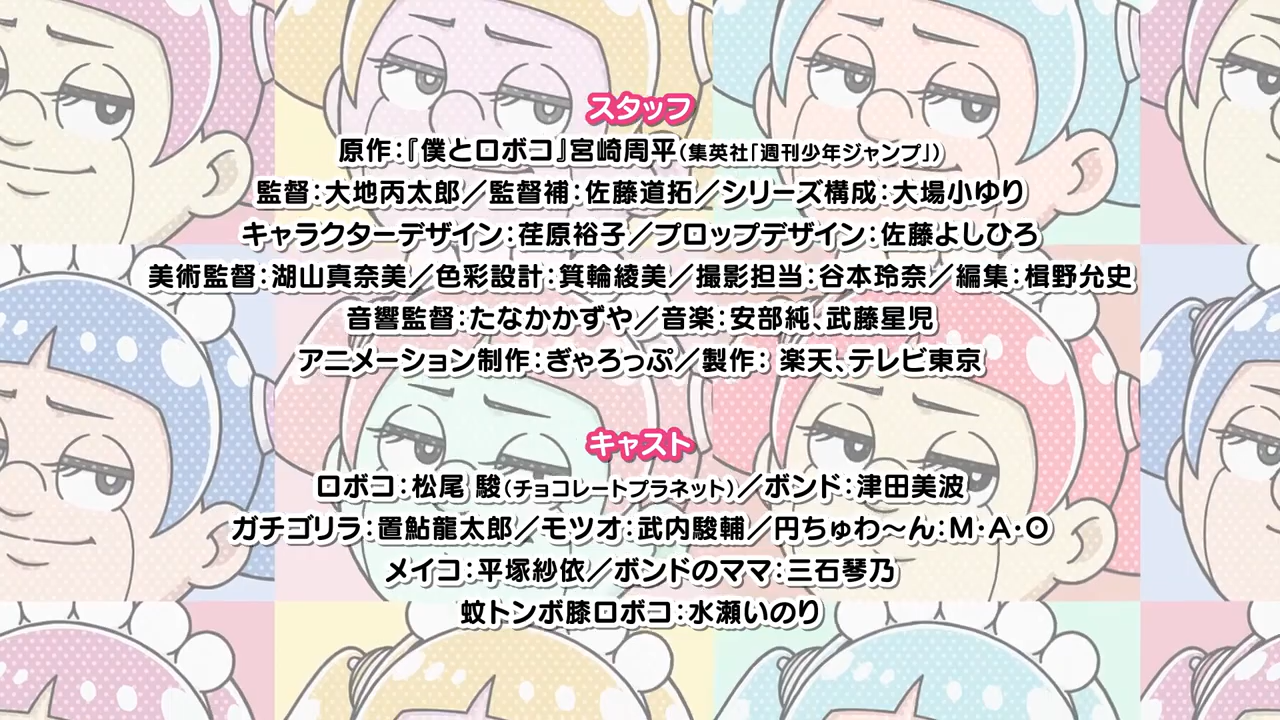 スタッフ
原作:『僕とロボコ』宮崎周平(集英社「週刊少年ジャンプ」)
監督:大地丙太郎/監督補:佐藤道拓/シリーズ構成:大場小ゆり
キャラクターデザイン:荏原裕子/プロップデザイン:佐藤よしひろ
美術監督:湖山真奈美/色彩設計:箕輪綾美/撮影担当:谷本玲奈/編集:楫野允史
音響監督:たなかかずや/音楽:安部純、武藤星児
アニメーション制作:ぎゃろっぷ/製作: 楽天、テレビ東京
キャスト
ロボコ:松尾 駿(チョコレートプラネット)/ボンド:津田美波
ガチゴリラ:置鮎龍太郎/モツオ:武内駿輔/円ちゅわ〜ん:M・A・O
メイコ:平塚紗依/ボンドのママ:三石琴乃
蚊トンボ膝ロボコ:水瀬いのり